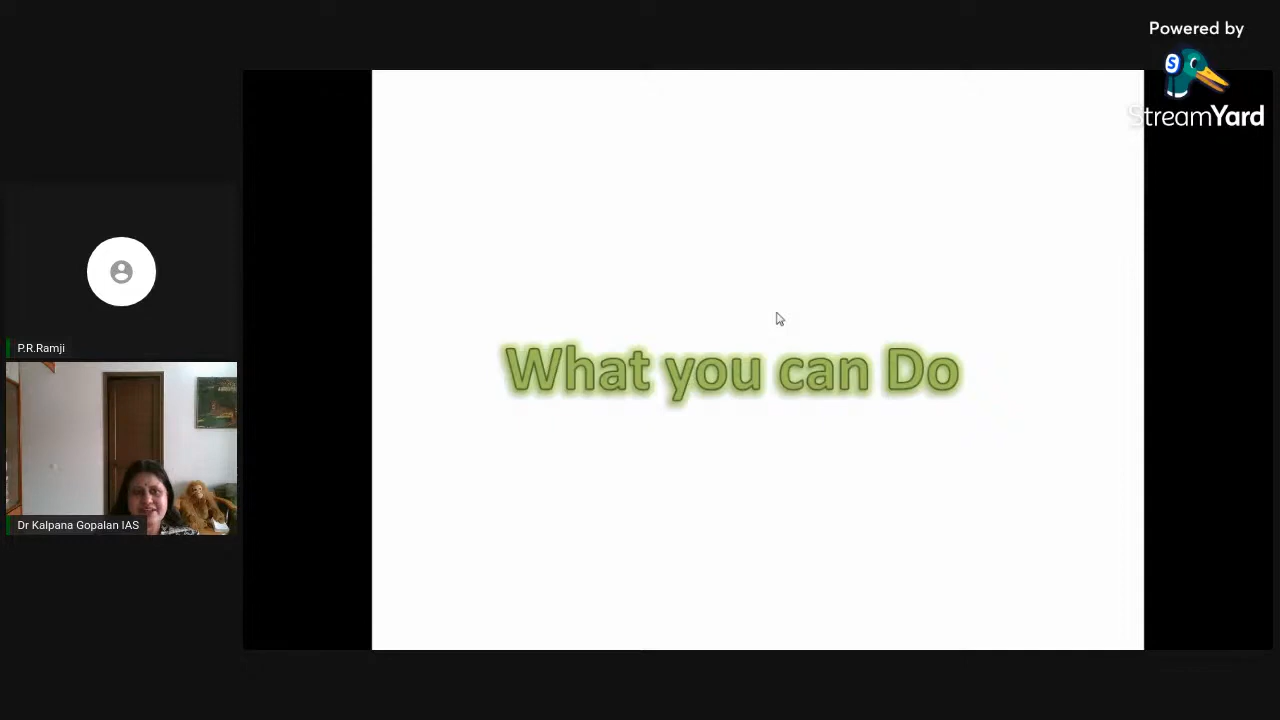 Powered by
StreamYard
What you can Do
P.R.Ramji
Dr Kalpana Gopalan IAS